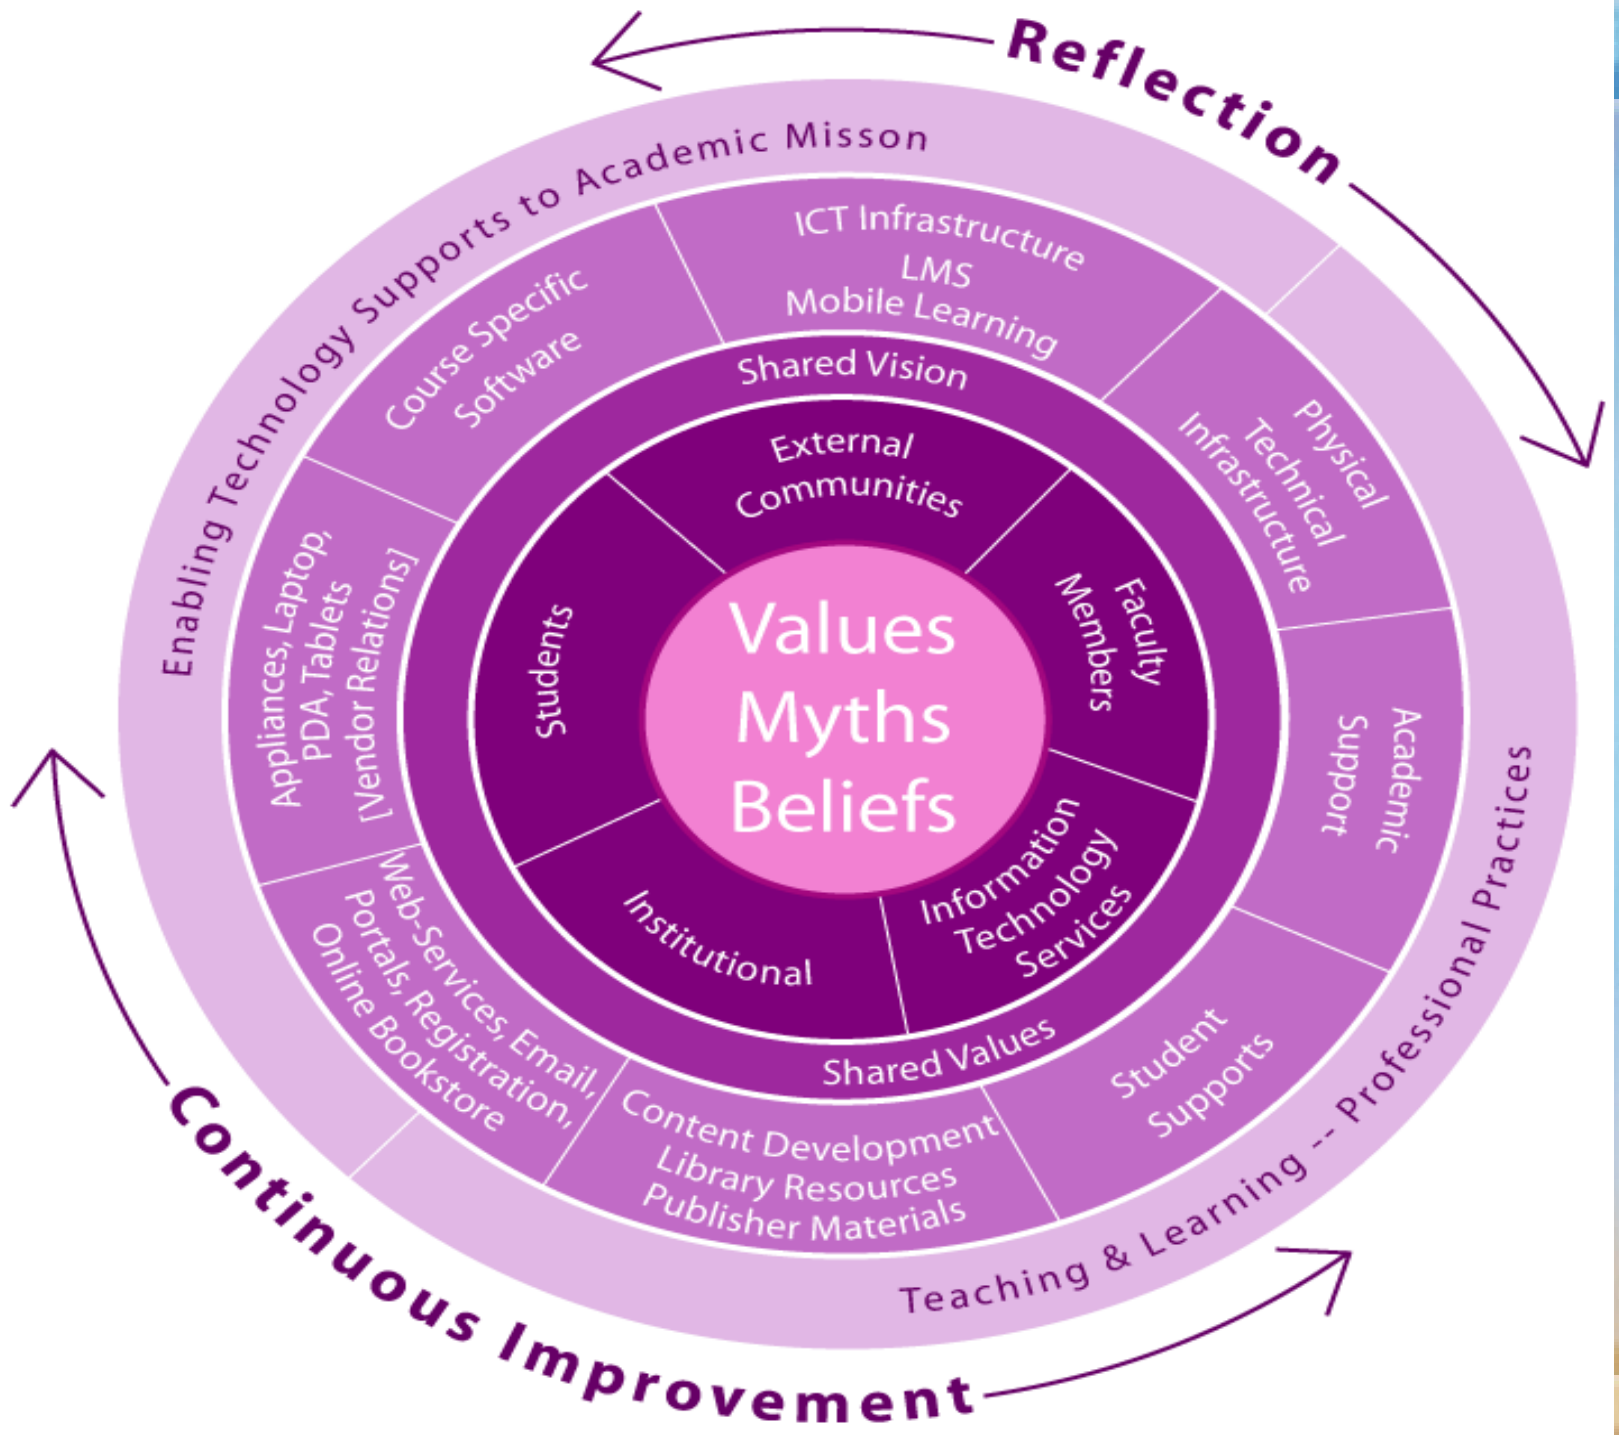 Reflection
Enabling Technology Supports to Academic Misson
ICT Infrastructure
LMS
Mobile Learning
Course Specific
Software
Physical
Technical
Infrastructure
Shared Vision
External
Communities
Appliances, Laptop,
PDA, Tablets
[Vendor Relations]
Students
Faculty
Members
Values
Myths
Beliefs
Academic
Support
Information
Technology
Services
Institutional
Web-Services, Email,
Portals, Registration,
Online Bookstore
Shared Values
Student
Supports
Content Development
Library Resources
Publisher Materials
Teaching & Learning -- Professional Practices
Continuous Improvement